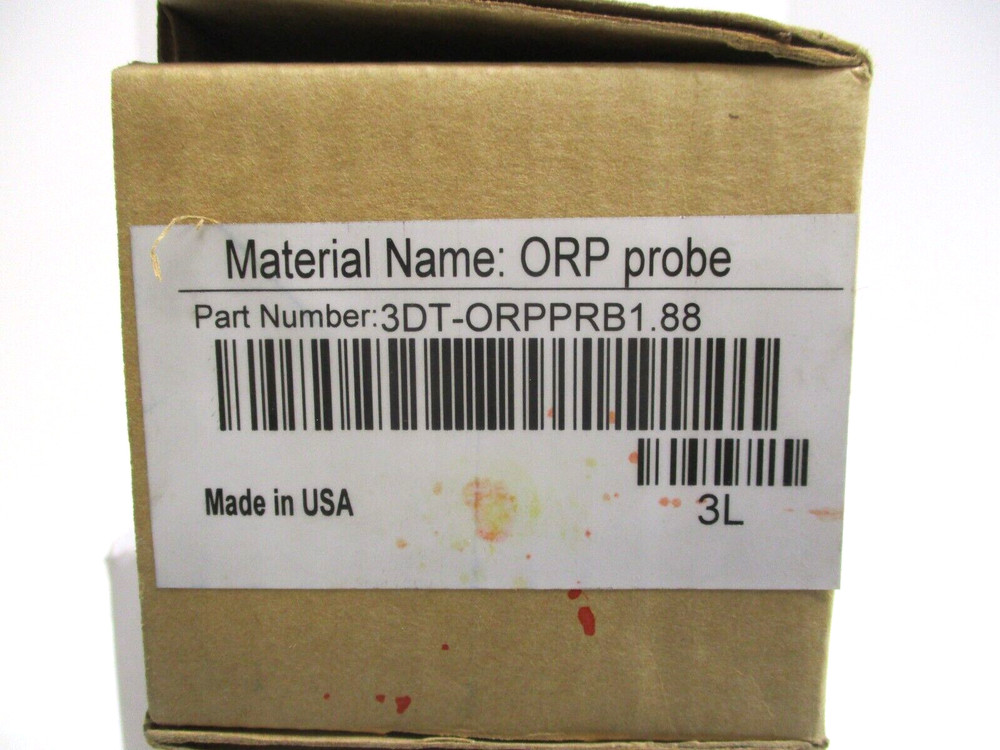 Material Name: ORP probe
Part Number:3DT-ORPPRB1.88
Made in USA
3L